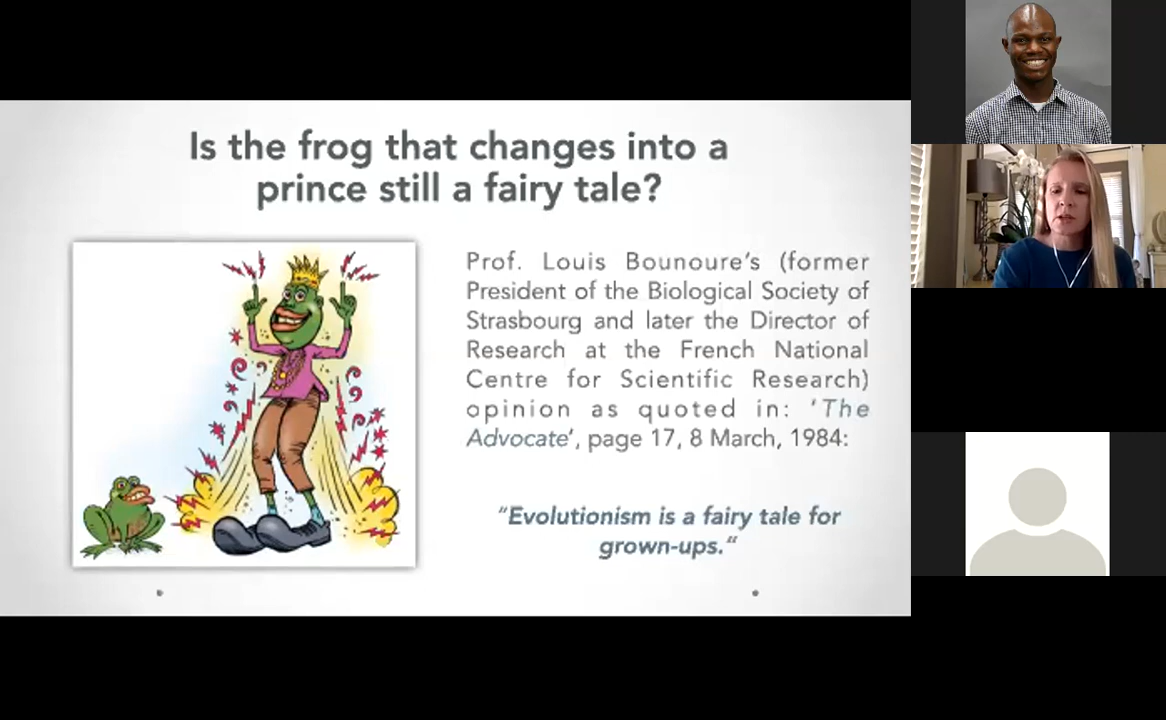 Is the frog that changes into a
prince still a fairy tale?
Prof. Louis Bounoure's (former
President of the Biological Society of
Strasbourg and later the Director of
Research at the French National
Centre for Scientific Research)
opinion as quoted in: 'The
Advocate', page 17, 8 March, 1984:
"Evolutionism is a fairy tale for
grown-ups."